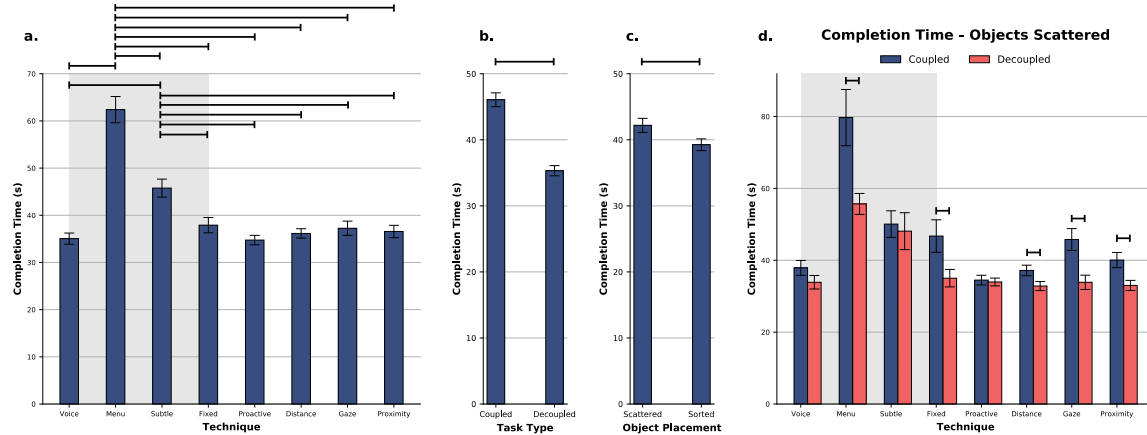 a.
Completion Time (s)
70
60
50
40
30
20
10
0
Voice Menu Subtle Fixed Proactive Distance Gaze Proximity
Technique
b.
Completion Time (s)
50
40
30
20
10
0
Coupled Decoupled
Task Type
c.
Completion Time (s)
50
40
30
20
10
0
Scattered Sorted
Object Placement
d.
Completion Time - Objects Scattered
Coupled Decoupled
Completion Time (s)
80
60
40
20
0
Voice Menu Subtle Fixed Proactive Distance Gaze Proximity
Technique